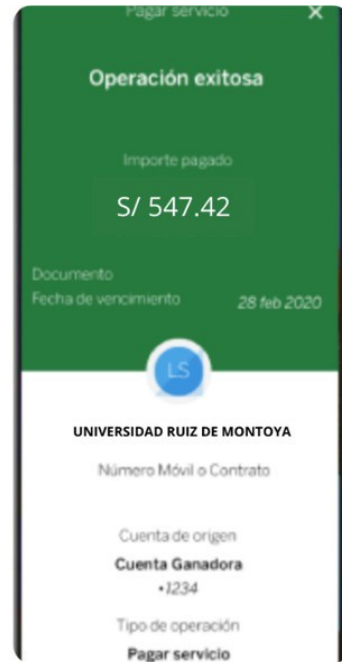 Pagar servicio
Operación exitosa
Importe pagado
S/ 547.42
Documento
Fecha de vencimiento 28 feb 2020
LS
UNIVERSIDAD RUIZ DE MONTOYA
Número Móvil o Contrato
Cuenta de origen
Cuenta Ganadora
•1234
Tipo de operación
Pagar servicio